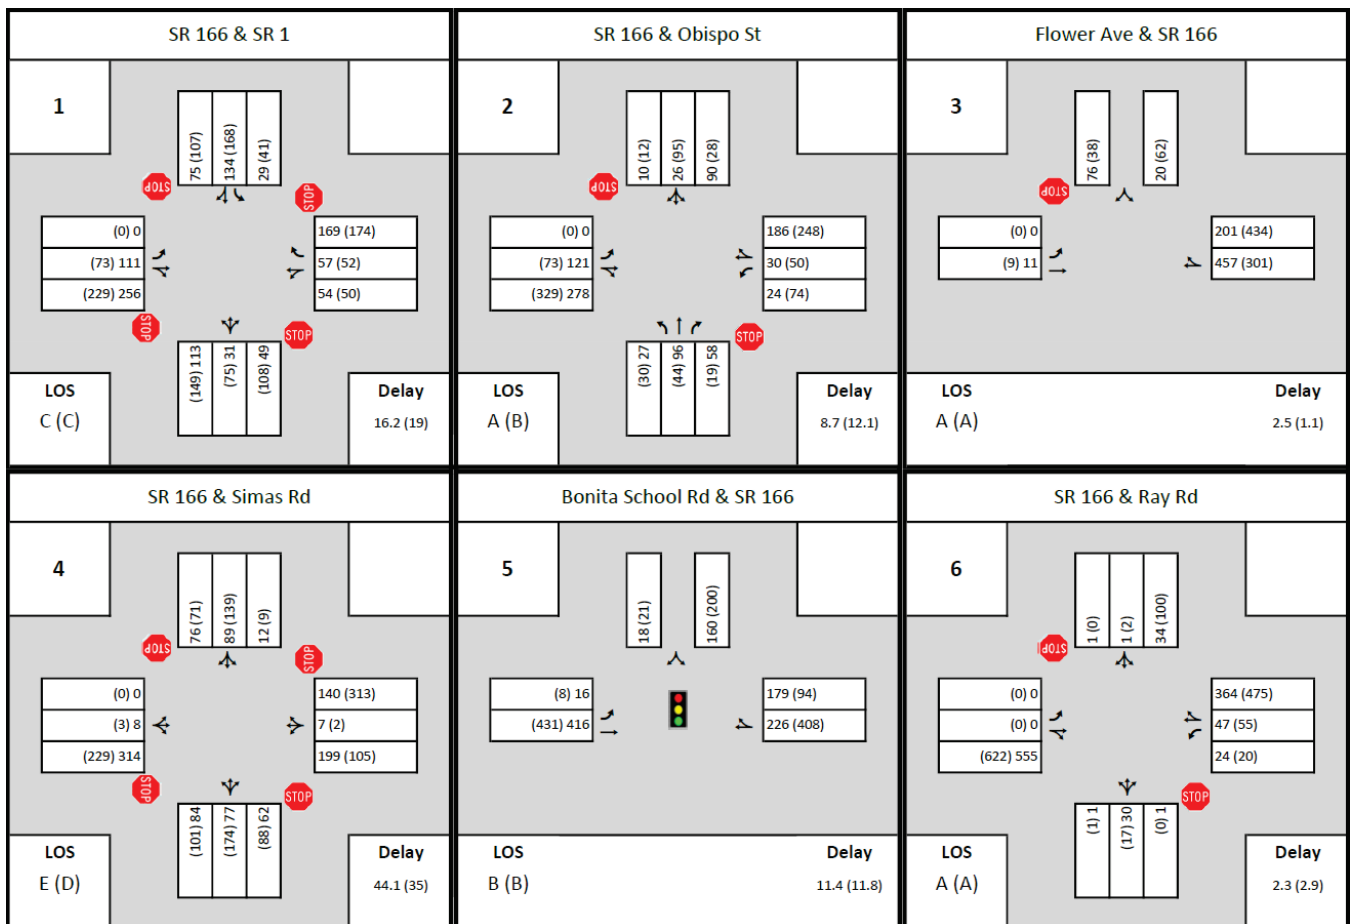 SR 166 & SR 1
1
75 (107)
134 (168)
29 (41)
STOP
STOP
(0) 0
(73) 111
(229) 256
169 (174)
57 (52)
54 (50)
STOP
STOP
(149) 113
(75) 31
(108) 49
LOS
C (C)
Delay
16.2 (19)
SR 166 & Obispo St
2
10 (12)
26 (95)
90 (28)
STOP
(0) 0
(73) 121
(329) 278
186 (248)
30 (50)
24 (74)
STOP
(30) 27
(44) 96
(19) 58
LOS
A (B)
Delay
8.7 (12.1)
Flower Ave & SR 166
3
76 (38)
20 (62)
STOP
(0) 0
(9) 11
201 (434)
457 (301)
LOS
A (A)
Delay
2.5 (1.1)
SR 166 & Simas Rd
4
76 (71)
89 (139)
12 (9)
STOP
STOP
(0) 0
(3) 8
(229) 314
140 (313)
7 (2)
199 (105)
STOP
STOP
(101) 84
(174) 77
(88) 62
LOS
E (D)
Delay
44.1 (35)
Bonita School Rd & SR 166
5
18 (21)
160 (200)
(8) 16
(431) 416
179 (94)
226 (408)
LOS
B (B)
Delay
11.4 (11.8)
SR 166 & Ray Rd
6
1 (0)
1 (2)
34 (100)
STOP
(0) 0
(0) 0
(622) 555
364 (475)
47 (55)
24 (20)
STOP
(1) 1
(17) 30
(0) 1
LOS
A (A)
Delay
2.3 (2.9)